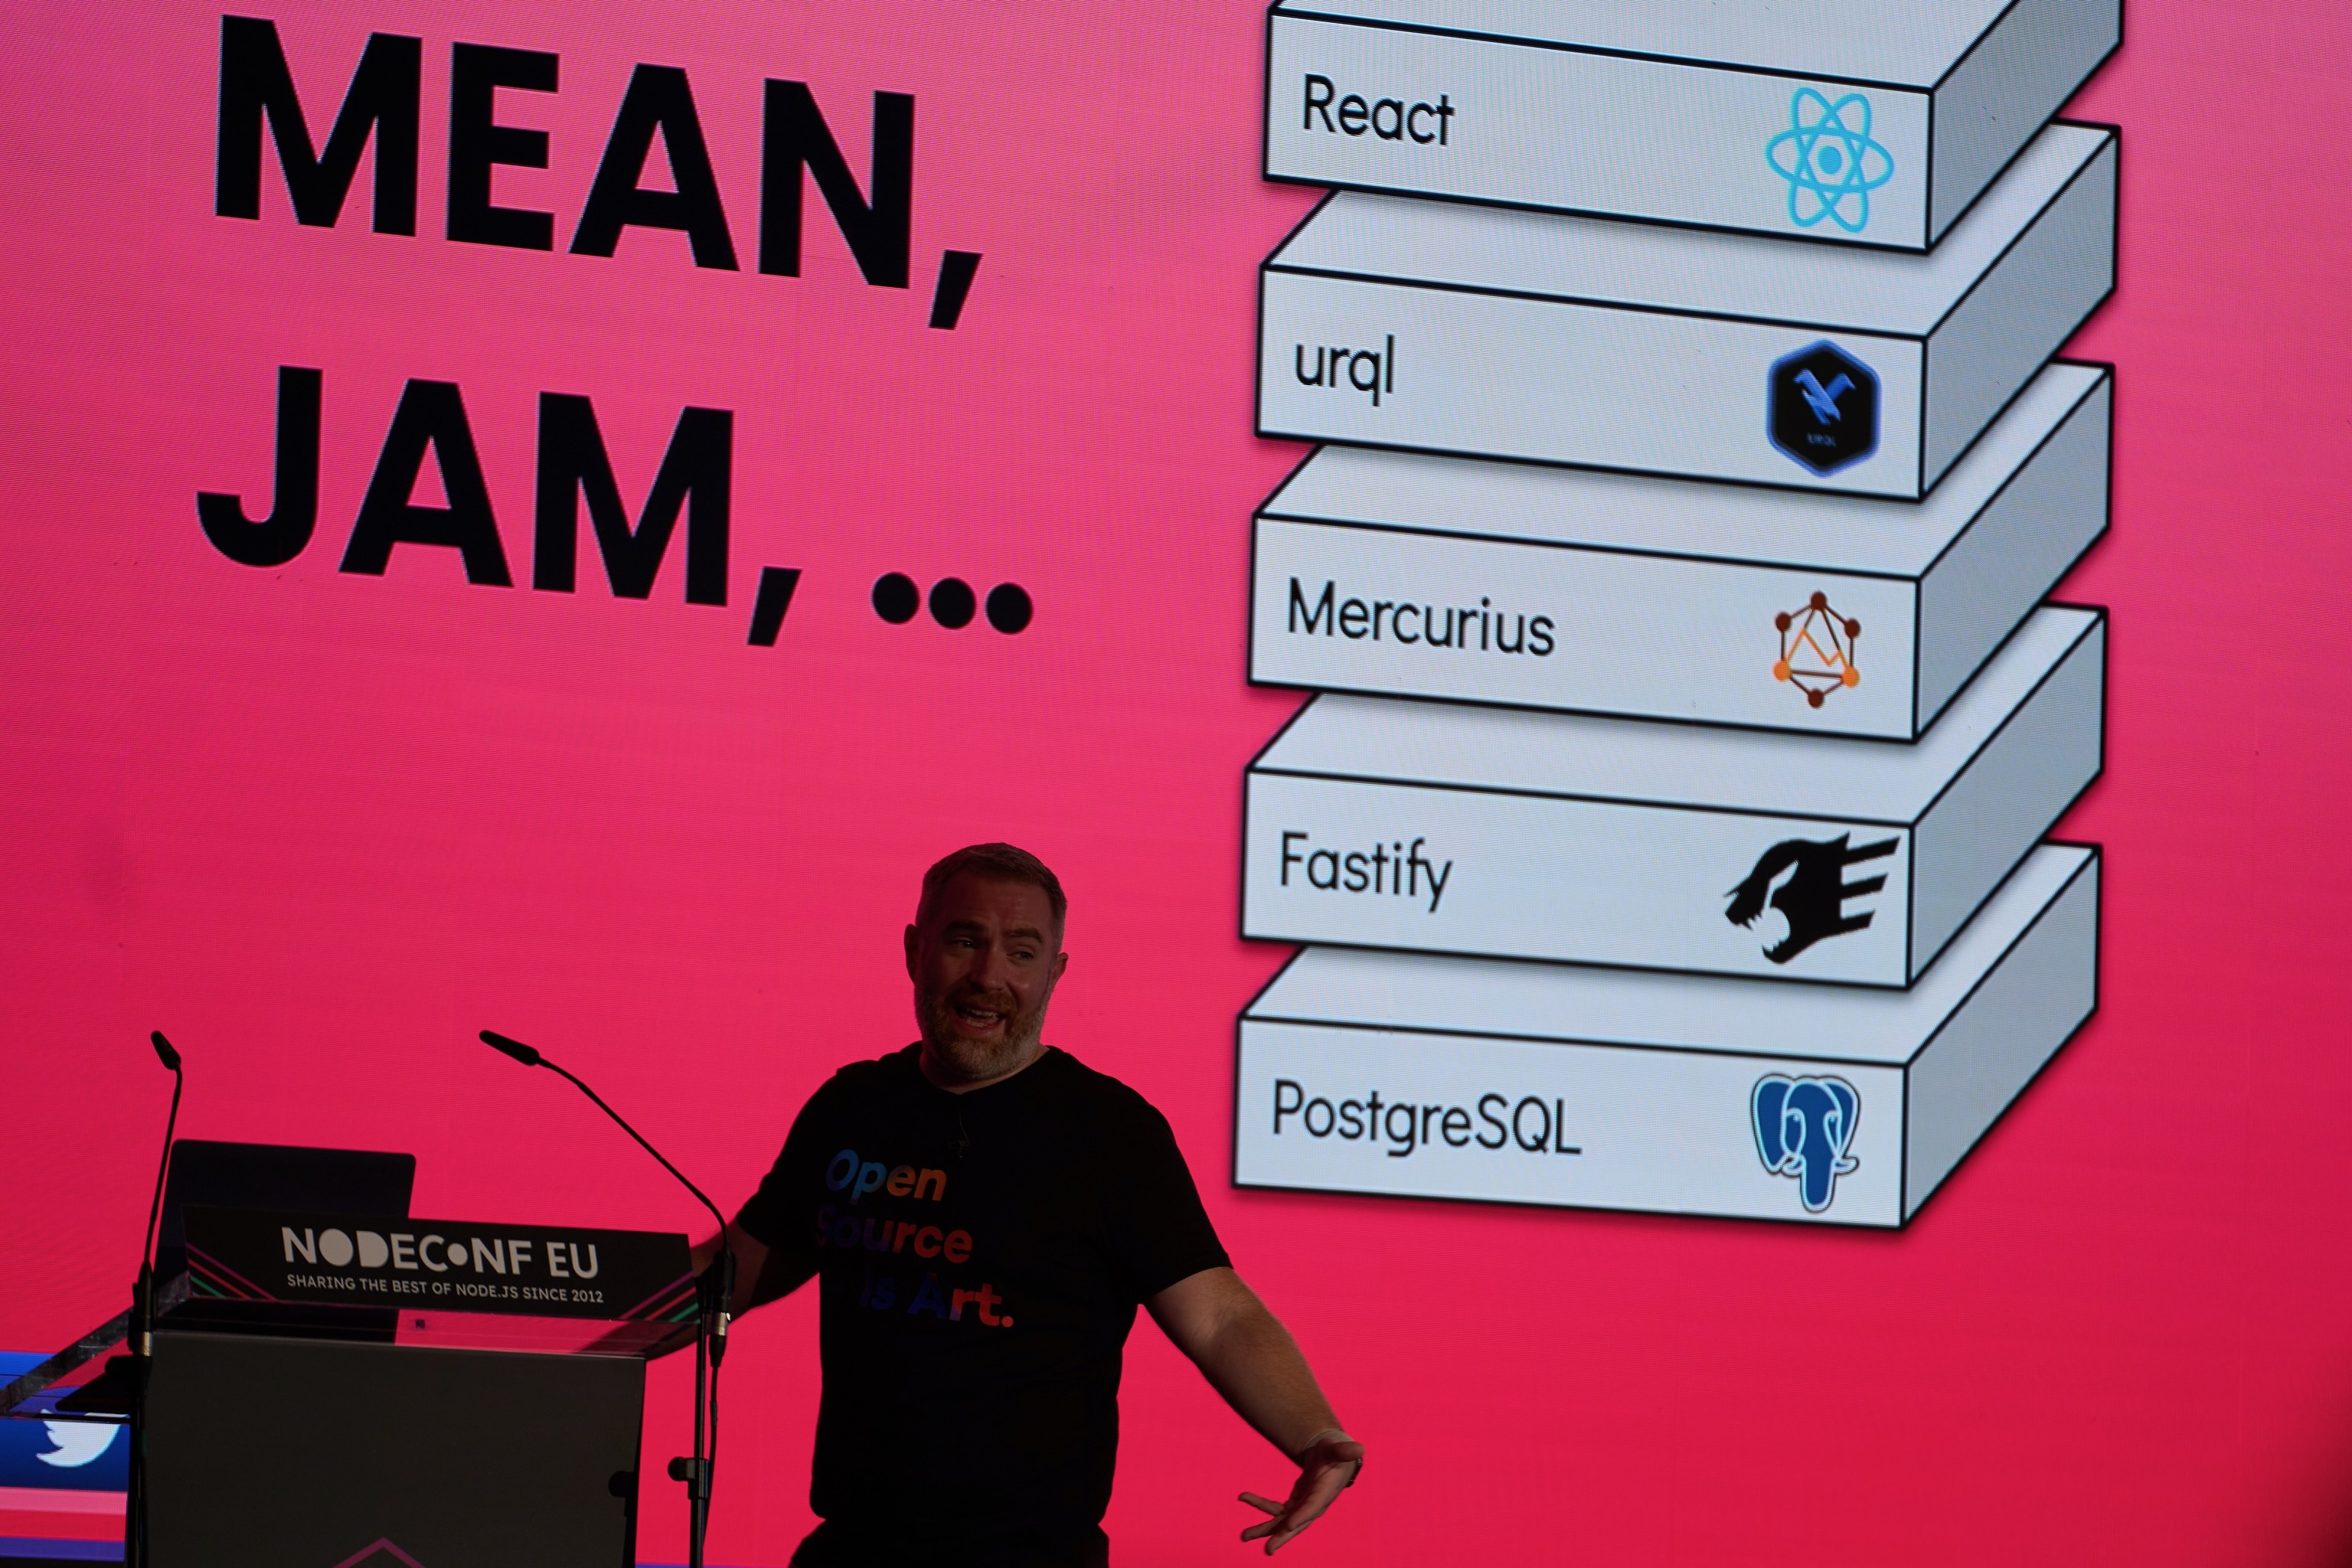 MEAN,
JAM, ...
React
urql
URQL
Mercurius
Fastify
PostgreSQL
Open
Source
is Art.
NODECONF EU
SHARING THE BEST OF NODE.JS SINCE 2012